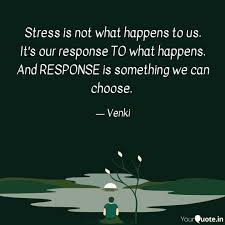 Stress is not what happens to us.
It's our response TO what happens.
And RESPONSE is something we can
choose.
— Venki
YourQuote.in